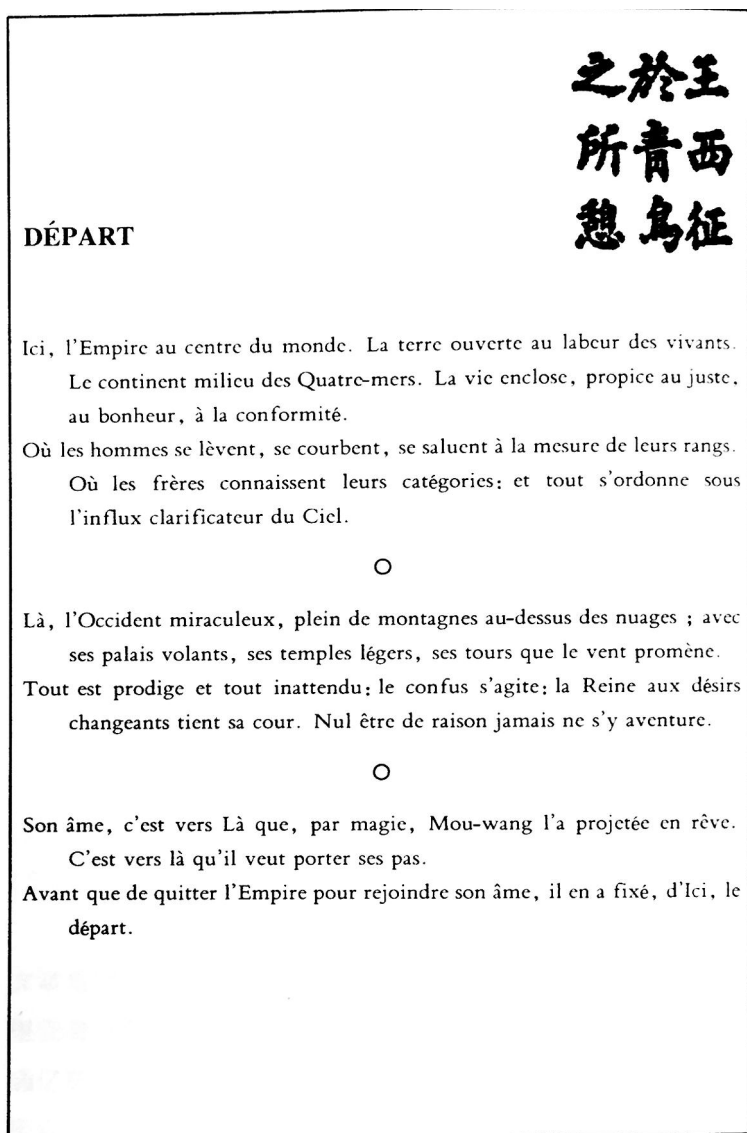 王西征
於青鳥
之所憩
DÉPART
Ici, l'Empire au centre du monde. La terre ouverte au labeur des vivants.
Le continent milieu des Quatre-mers. La vie enclose, propice au juste,
au bonheur, à la conformité.
Où les hommes se lèvent, se courbent, se saluent à la mesure de leurs rangs.
Où les frères connaissent leurs catégories: et tout s'ordonne sous
l'influx clarificateur du Ciel.
○
Là, l'Occident miraculeux, plein de montagnes au-dessus des nuages ; avec
ses palais volants, ses temples légers, ses tours que le vent promène.
Tout est prodige et tout inattendu: le confus s'agite: la Reine aux désirs
changeants tient sa cour. Nul être de raison jamais ne s'y aventure.
○
Son âme, c'est vers Là que, par magie, Mou-wang l'a projetée en rêve.
C'est vers là qu'il veut porter ses pas.
Avant que de quitter l'Empire pour rejoindre son âme, il en a fixé, d'Ici, le
départ.